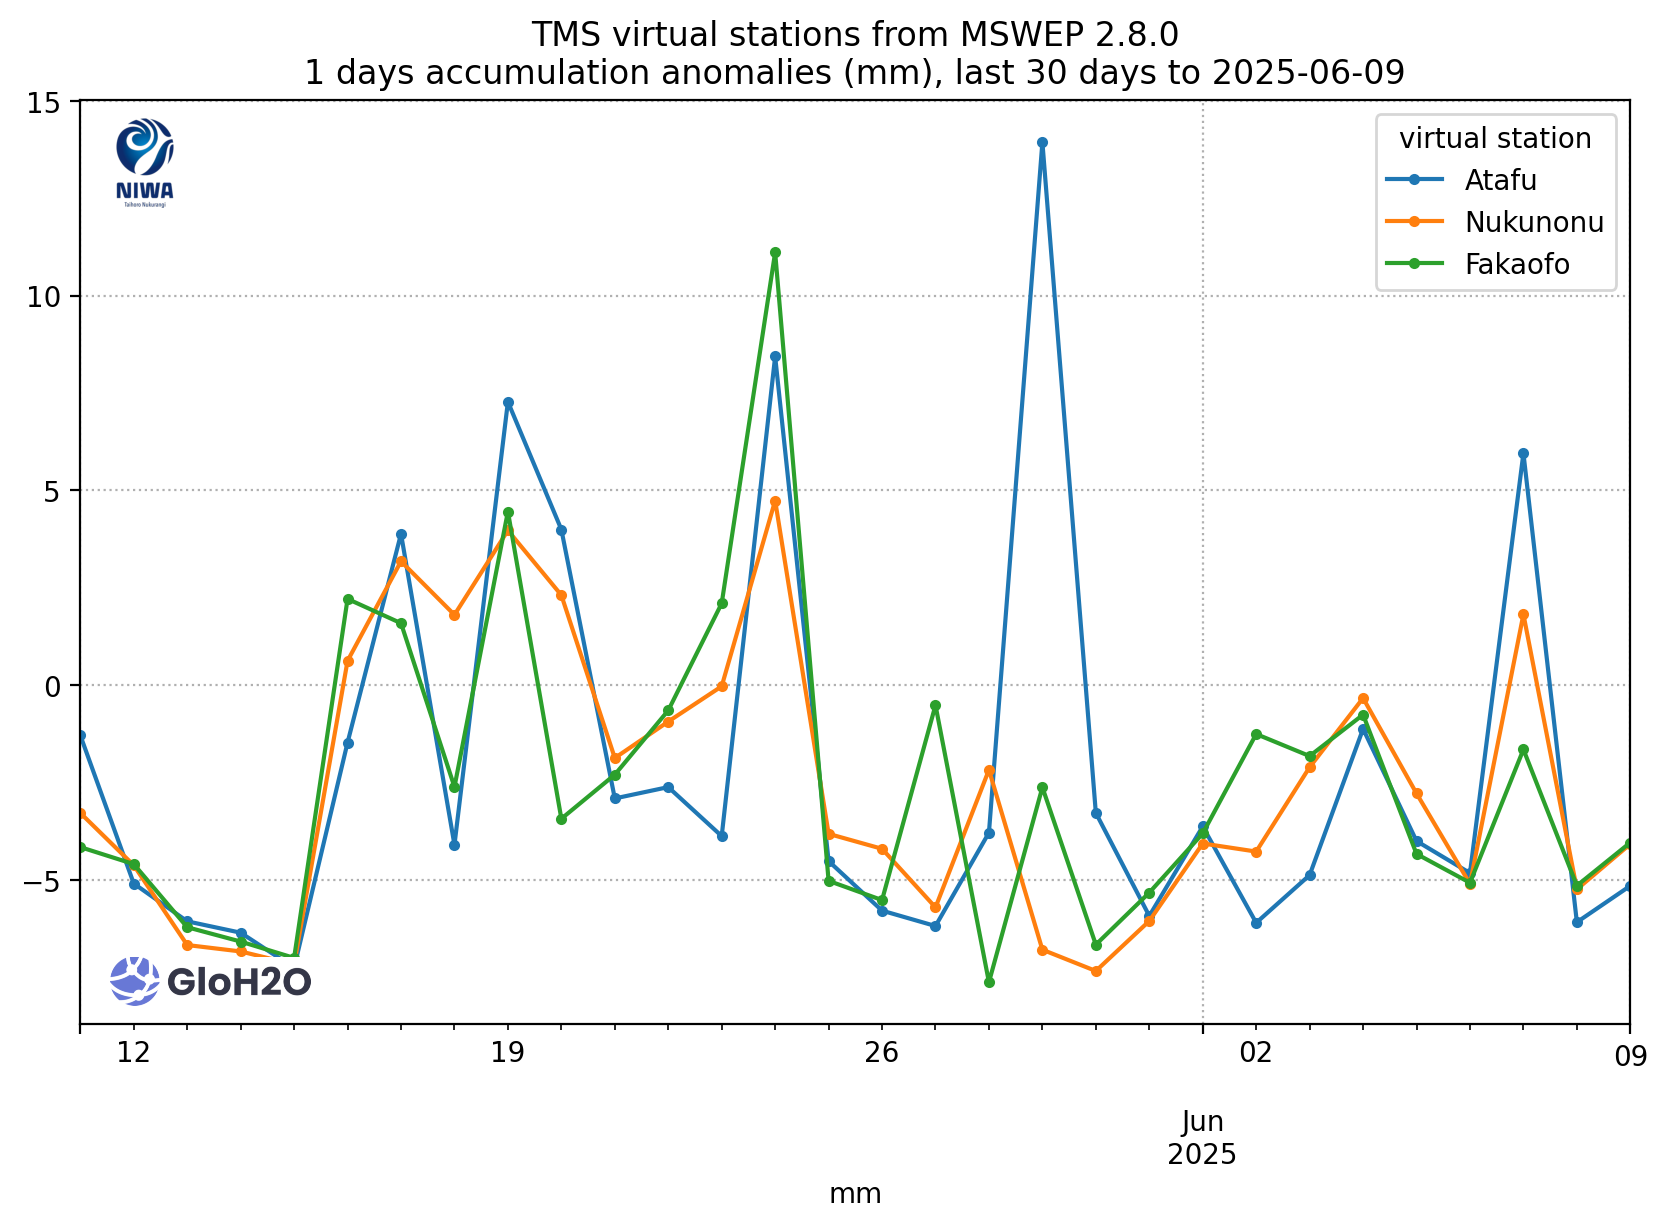 TMS virtual stations from MSWEP 2.8.0
1 days accumulation anomalies (mm), last 30 days to 2025-06-09
15
10
5
0
−5
NIWA
Taihoro Nukurangi
virtual station
Atafu
Nukunonu
Fakaofo
GloH2O
12
19
26
02
09
Jun
2025
mm